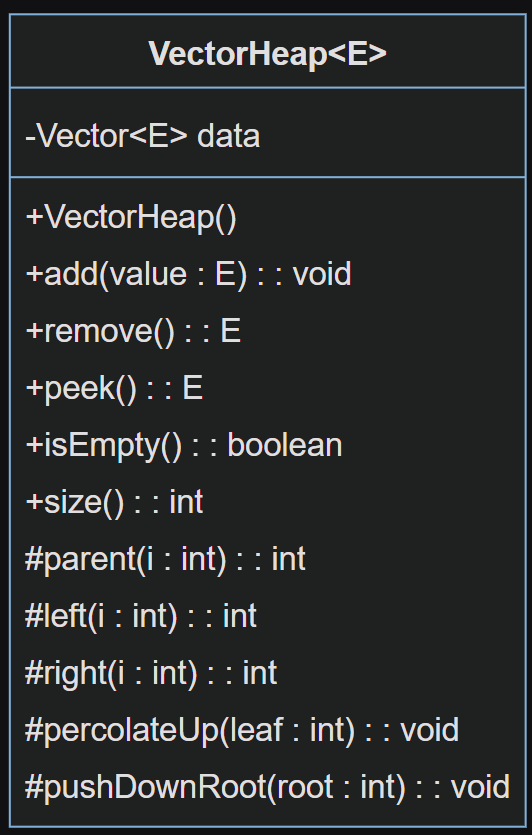 VectorHeap<E>
-Vector<E> data
+VectorHeap()
+add(value : E) : : void
+remove() : : E
+peek() : : E
+isEmpty() : : boolean
+size() : : int
#parent(i : int) : : int
#left(i : int) : : int
#right(i : int) : : int
#percolateUp(leaf : int) : : void
#pushDownRoot(root : int) : : void